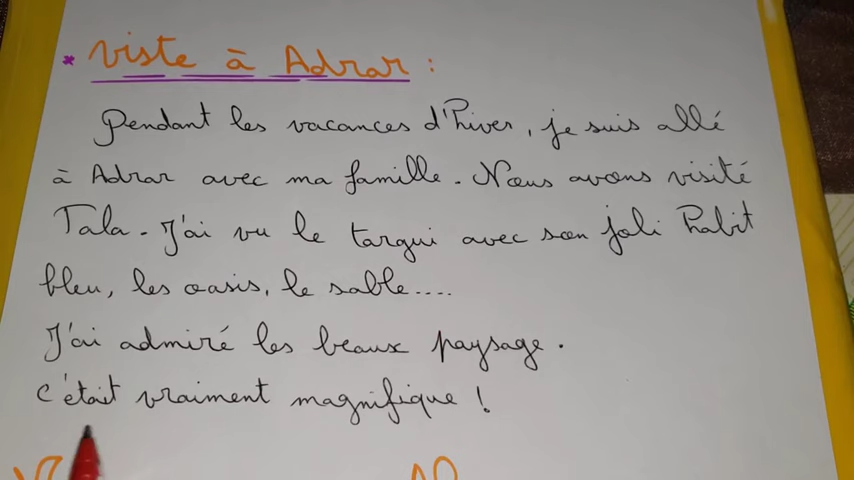 * viste à Adrar :
Pendant les vacances d'hiver, je suis allé
à Adrar avec ma famille. Nous avons visité
Tala. J'ai vu le targui avec son joli habit
bleu, les oasis, le sable....
J'ai admiré les beaux paysage.
c'était vraiment magnifique !